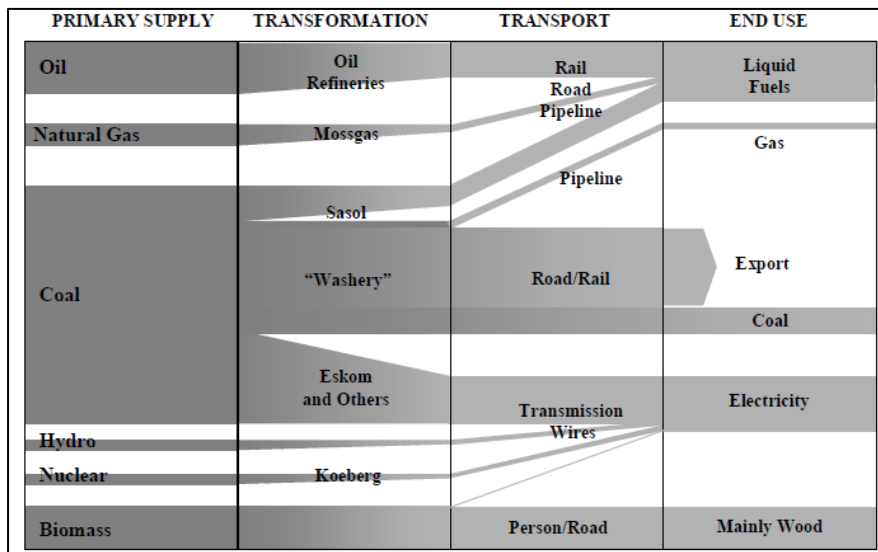 PRIMARY SUPPLY TRANSFORMATION TRANSPORT END USE
Oil
Oil
Refineries
Rail
Road
Pipeline
Liquid
Fuels
Natural Gas
Mossgas
Gas
Sasol
Pipeline
Coal
"Washery"
Road/Rail
Export
Coal
Eskom
and Others
Transmission
Wires
Electricity
Hydro
Nuclear
Koeberg
Biomass
Person/Road
Mainly Wood